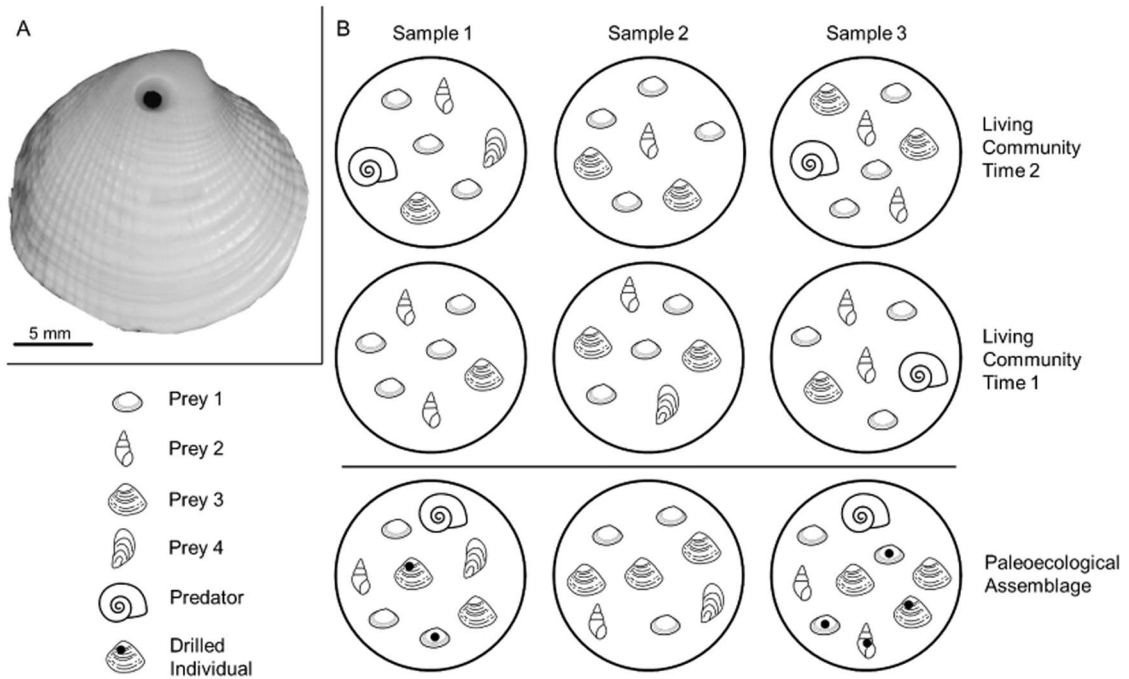 A
5 mm
Prey 1
Prey 2
Prey 3
Prey 4
Predator
Drilled
Individual
B
Sample 1
Sample 2
Sample 3
Living
Community
Time 2
Living
Community
Time 1
Paleoecological
Assemblage